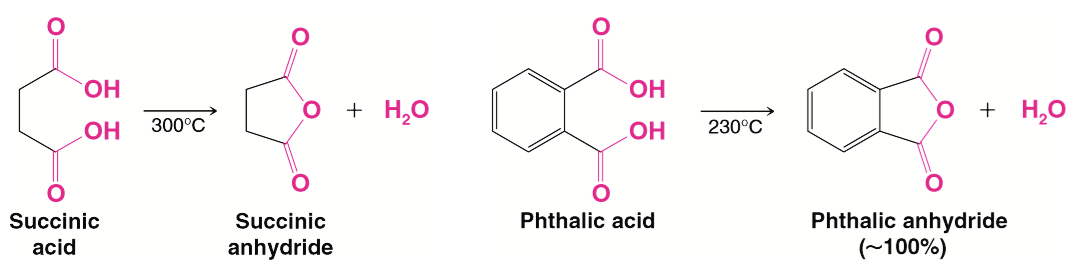 O
OH
OH
O
Succinic
acid
300°C
O
O
O
Succinic
anhydride
+ H₂O
O
OH
OH
O
Phthalic acid
230°C
O
O
O
Phthalic anhydride
(~100%)
+ H₂O